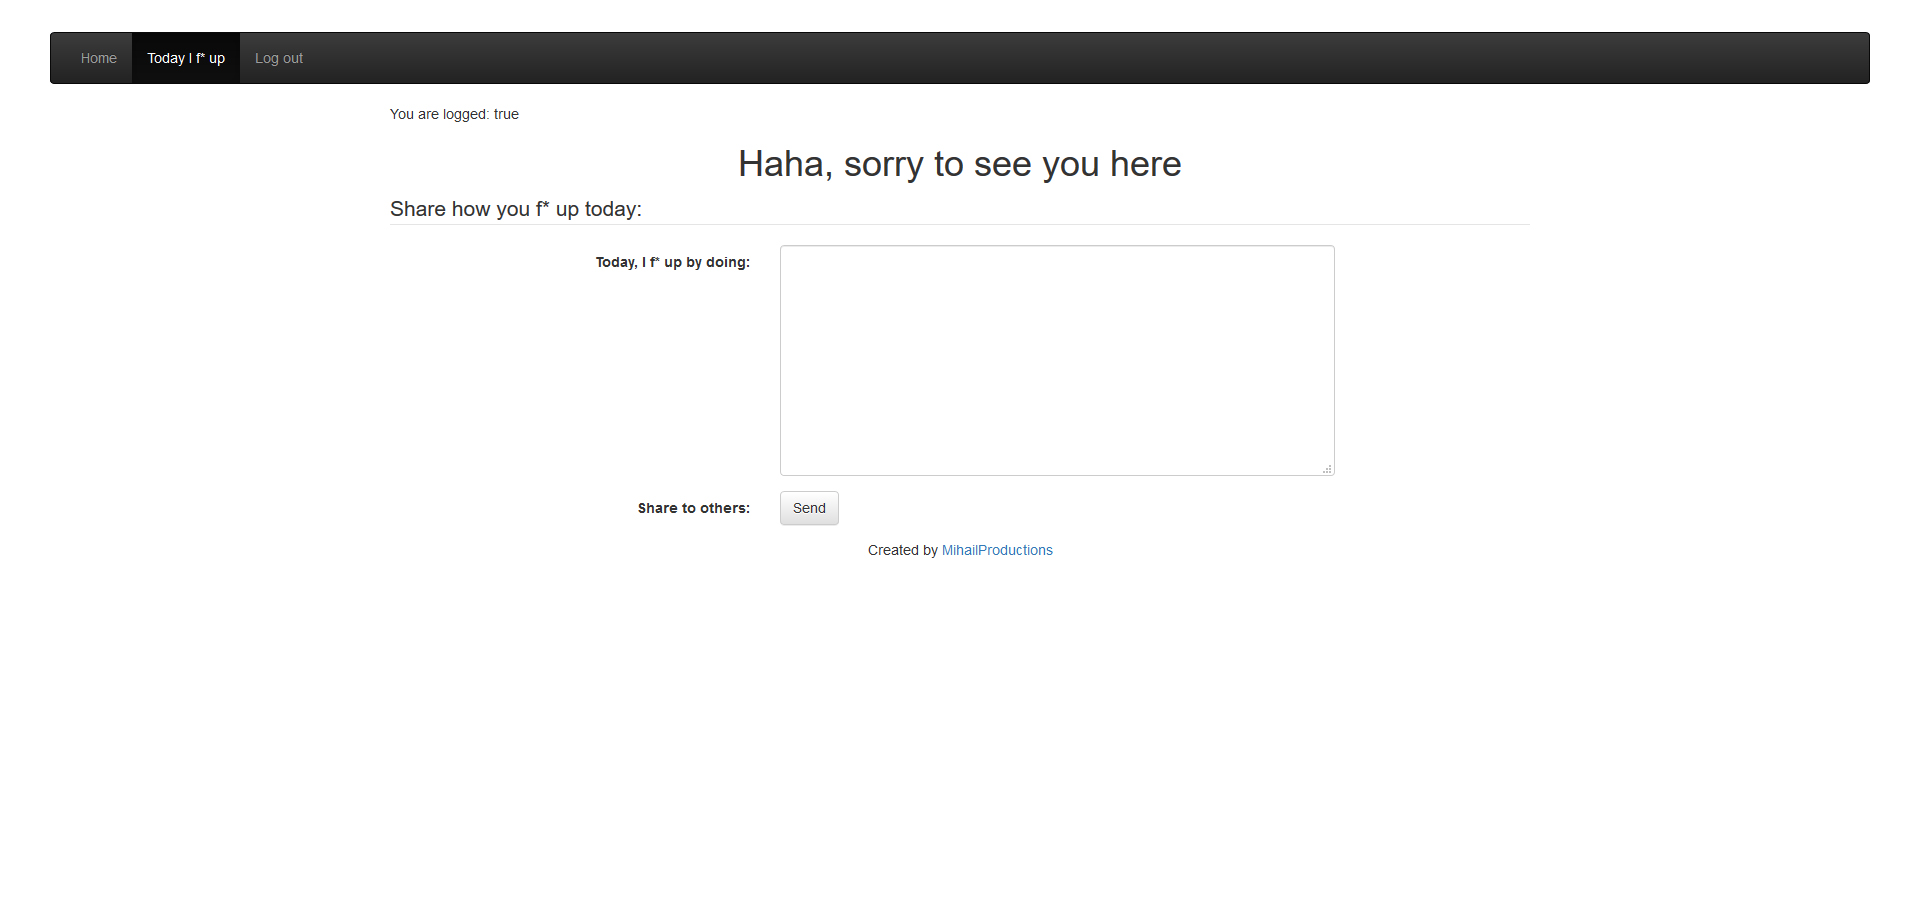 Home Today I f* up Log out
You are logged: true
Haha, sorry to see you here
Share how you f* up today:
Today, I f* up by doing:
Share to others: Send
Created by MihailProductions